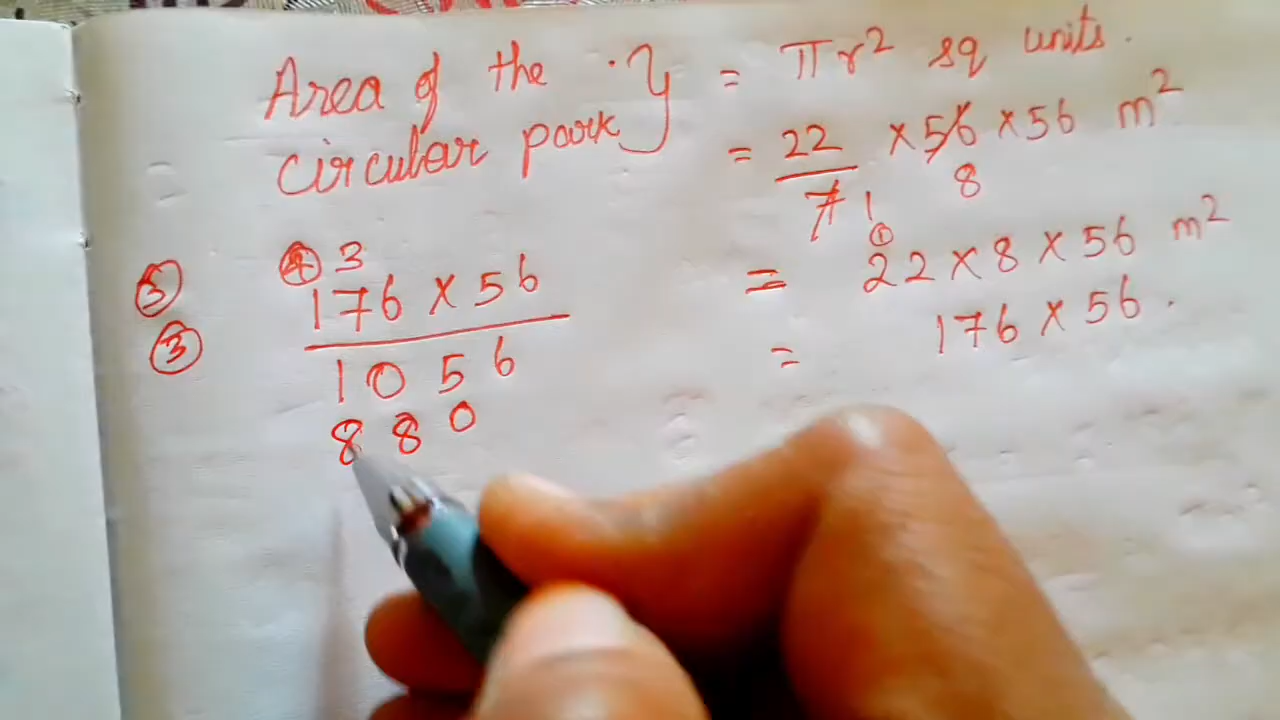 Area of the
circular park
= πr² sq units.
= 22/7 × 56 × 56 m²
1 8
1
= 22 × 8 × 56 m²
= 176 × 56.
5
3
4 3
176 × 56
1056
880